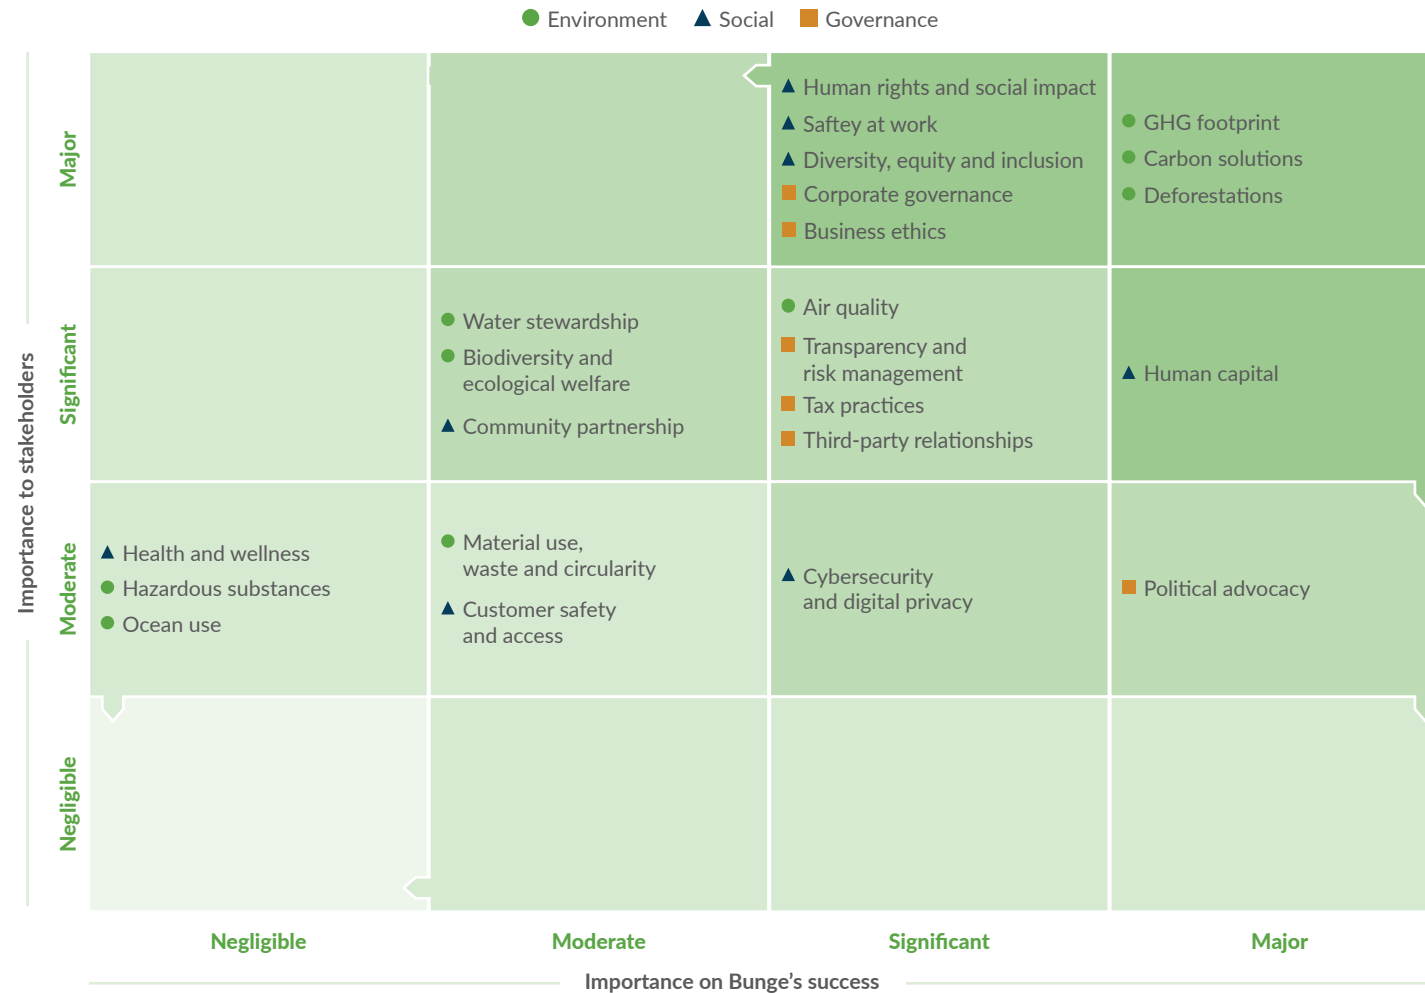 Environment
Social
Governance
Importance to stakeholders
Major
Human rights and social impact
Saftey at work
Diversity, equity and inclusion
Corporate governance
Business ethics
GHG footprint
Carbon solutions
Deforestations
Significant
Water stewardship
Biodiversity and
ecological welfare
Community partnership
Air quality
Transparency and
risk management
Tax practices
Third-party relationships
Human capital
Moderate
Health and wellness
Hazardous substances
Ocean use
Material use,
waste and circularity
Customer safety
and access
Cybersecurity
and digital privacy
Political advocacy
Negligible
Negligible
Moderate
Significant
Major
Importance on Bunge’s success